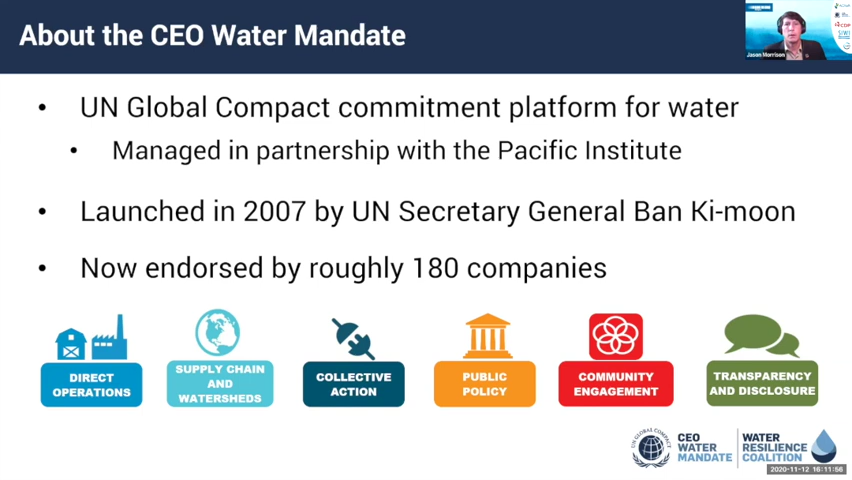 About the CEO Water Mandate
Jason Morrison
• UN Global Compact commitment platform for water
• Managed in partnership with the Pacific Institute
• Launched in 2007 by UN Secretary General Ban Ki-moon
• Now endorsed by roughly 180 companies
DIRECT
OPERATIONS
SUPPLY CHAIN
AND
WATERSHEDS
COLLECTIVE
ACTION
PUBLIC
POLICY
COMMUNITY
ENGAGEMENT
TRANSPARENCY
AND DISCLOSURE
UN GLOBAL COMPACT
CEO
WATER
MANDATE
WATER
RESILIENCE
COALITION
2020-11-12 16:11:56